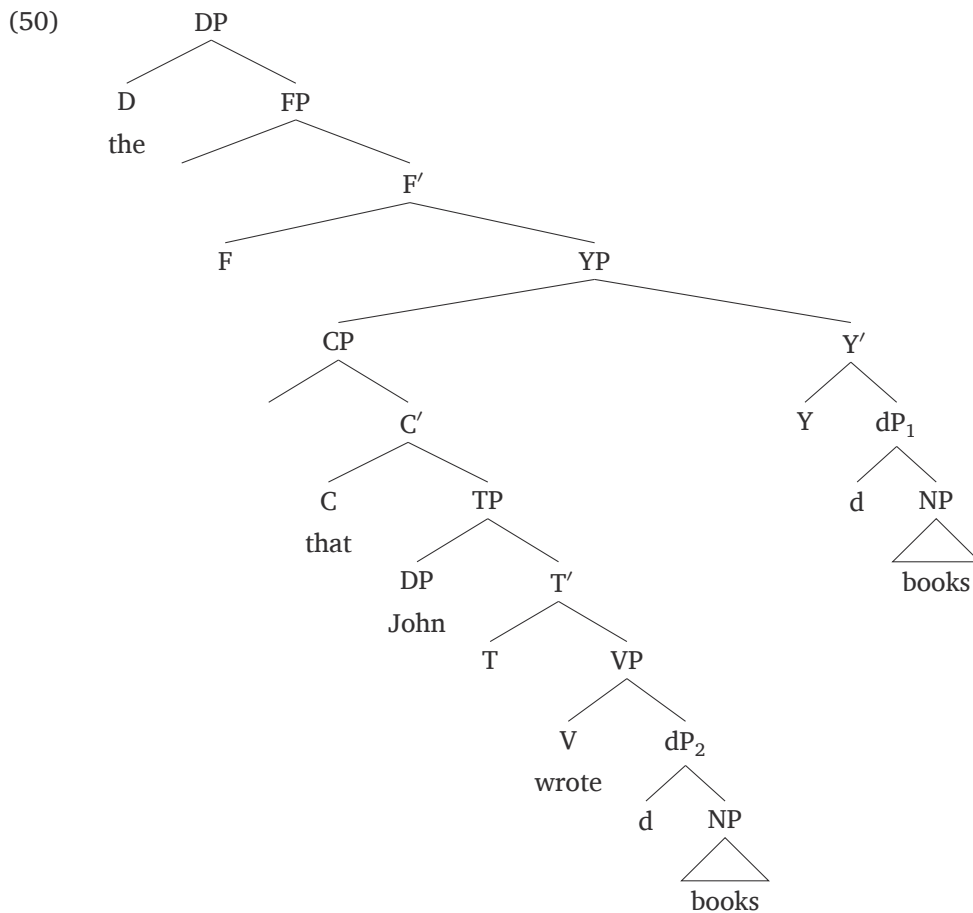 (50) DP
D FP
the
F′
F YP
CP Y′
C′ Y dP₁
C TP d NP
that
DP T′ books
John
T VP
V dP₂
wrote
d NP
books